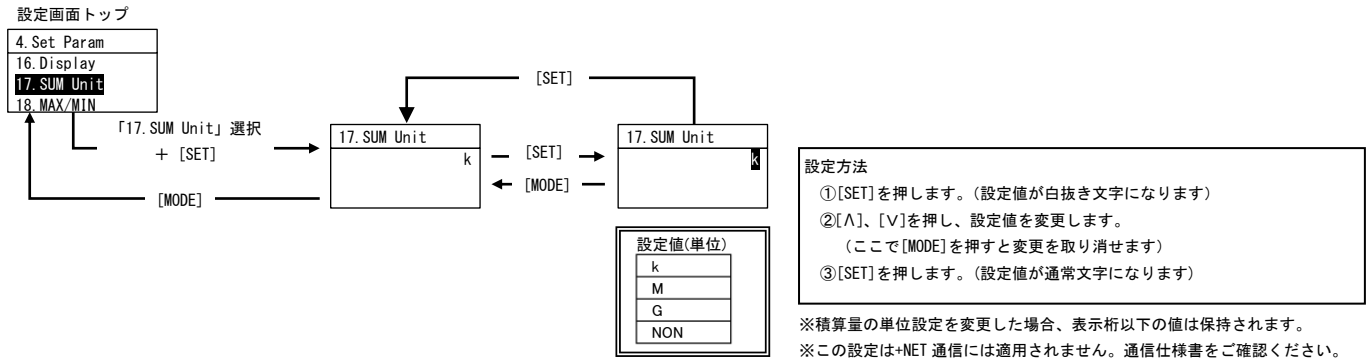 設定画面トップ
4.Set Param
16.Display
17.SUM Unit
18.MAX/MIN
「17.SUM Unit」選択
＋ [SET]
[MODE]
[SET]
17.SUM Unit
k
[SET]
[MODE]
17.SUM Unit
k
設定値(単位)
k
M
G
NON
設定方法
①[SET]を押します。(設定値が白抜き文字になります)
②[Λ]、[V]を押し、設定値を変更します。
（ここで[MODE]を押すと変更を取り消せます）
③[SET]を押します。(設定値が通常文字になります)
※積算量の単位設定を変更した場合、表示桁以下の値は保持されます。
※この設定は+NET 通信には適用されません。通信仕様書をご確認ください。